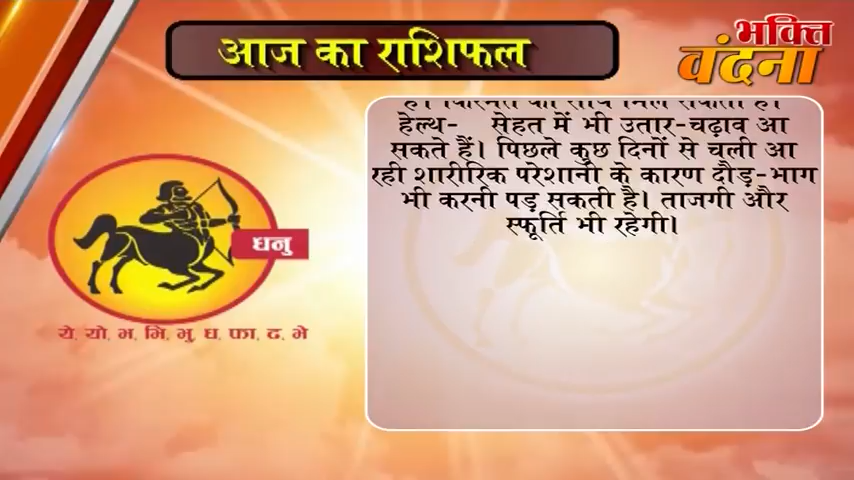 आज का राशिफल
भक्ति
वंदना
हेल्थ- सेहत में भी उतार-चढ़ाव आ
सकते हैं। पिछले कुछ दिनों से चली आ
रही शारीरिक परेशानी के कारण दौड़-भाग
भी करनी पड़ सकती है। ताजगी और
स्फूर्ति भी रहेगी।
धनु
ये, यो, भ, भि, भु, ध, फा, द, भे